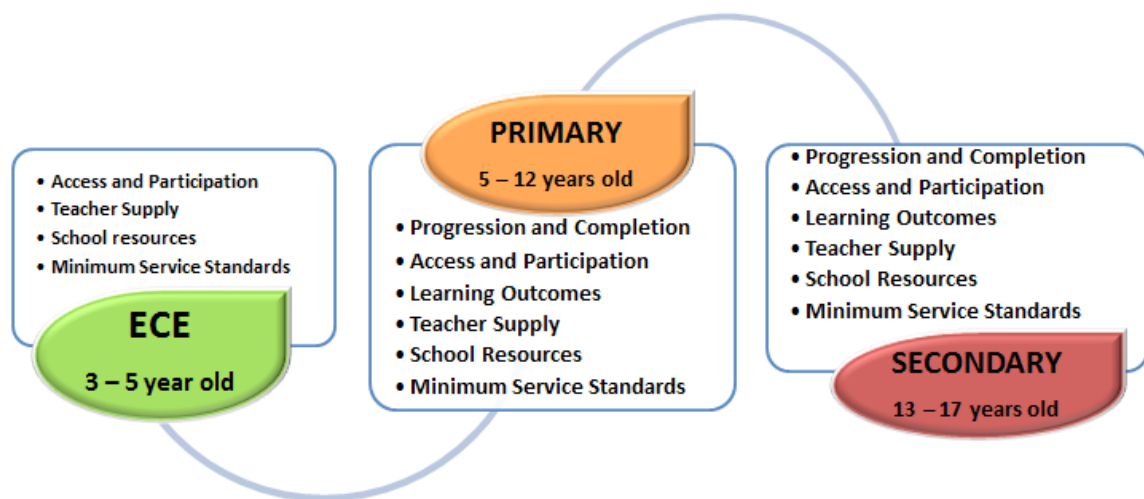 • Access and Participation
• Teacher Supply
• School resources
• Minimum Service Standards
ECE
3 – 5 year old
PRIMARY
5 – 12 years old
• Progression and Completion
• Access and Participation
• Learning Outcomes
• Teacher Supply
• School Resources
• Minimum Service Standards
• Progression and Completion
• Access and Participation
• Learning Outcomes
• Teacher Supply
• School Resources
• Minimum Service Standards
SECONDARY
13 – 17 years old